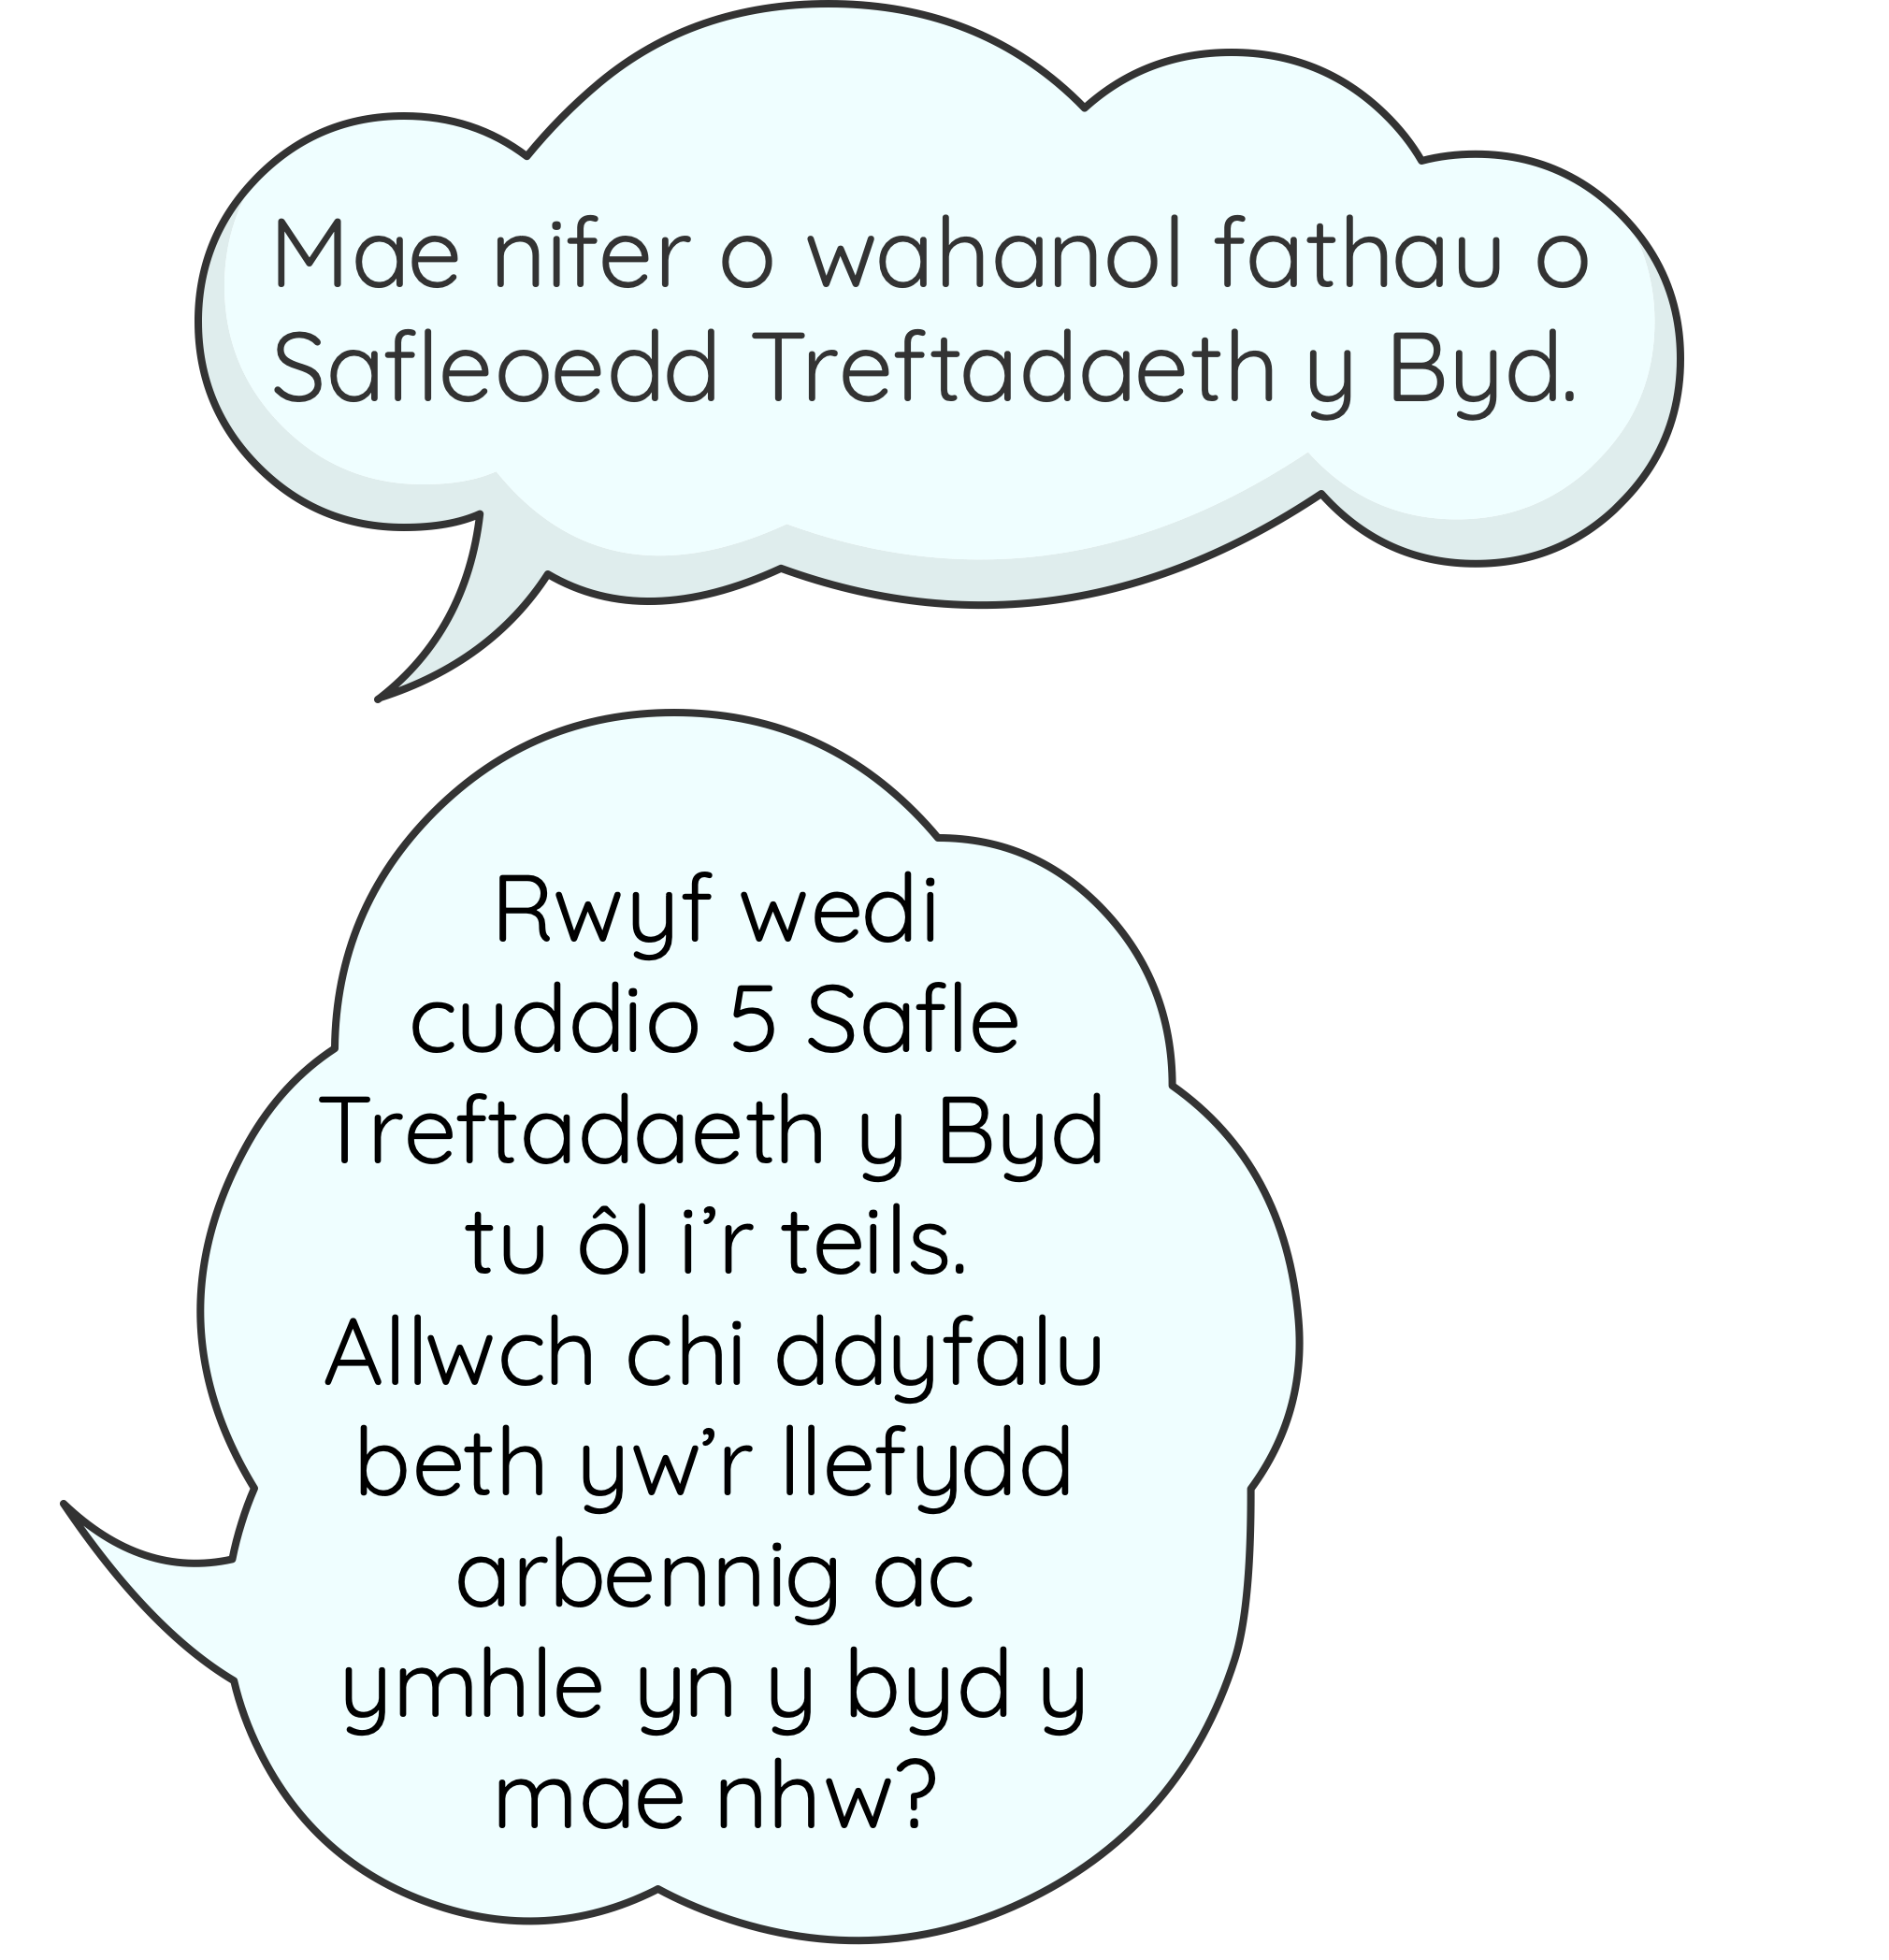 Mae nifer o wahanol fathau o
Safleoedd Treftadaeth y Byd.
Rwyf wedi
cuddio 5 Safle
Treftadaeth y Byd
tu ôl i’r teils.
Allwch chi ddyfalu
beth yw’r llefydd
arbennig ac
ymhle yn y byd y
mae nhw?